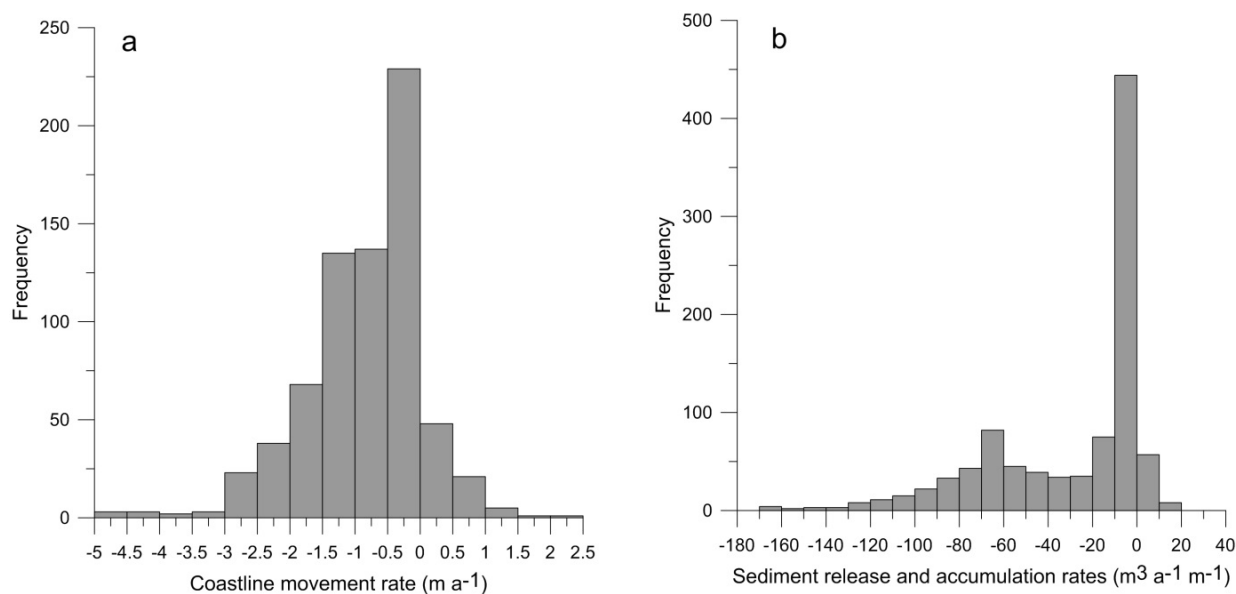 a
250
200
150
100
50
0
Frequency
-5 -4.5 -4 -3.5 -3 -2.5 -2 -1.5 -1 -0.5 0 0.5 1 1.5 2 2.5
Coastline movement rate (m a-1)
b
500
400
300
200
100
0
Frequency
-180 -160 -140 -120 -100 -80 -60 -40 -20 0 20 40
Sediment release and accumulation rates (m3 a-1 m-1)